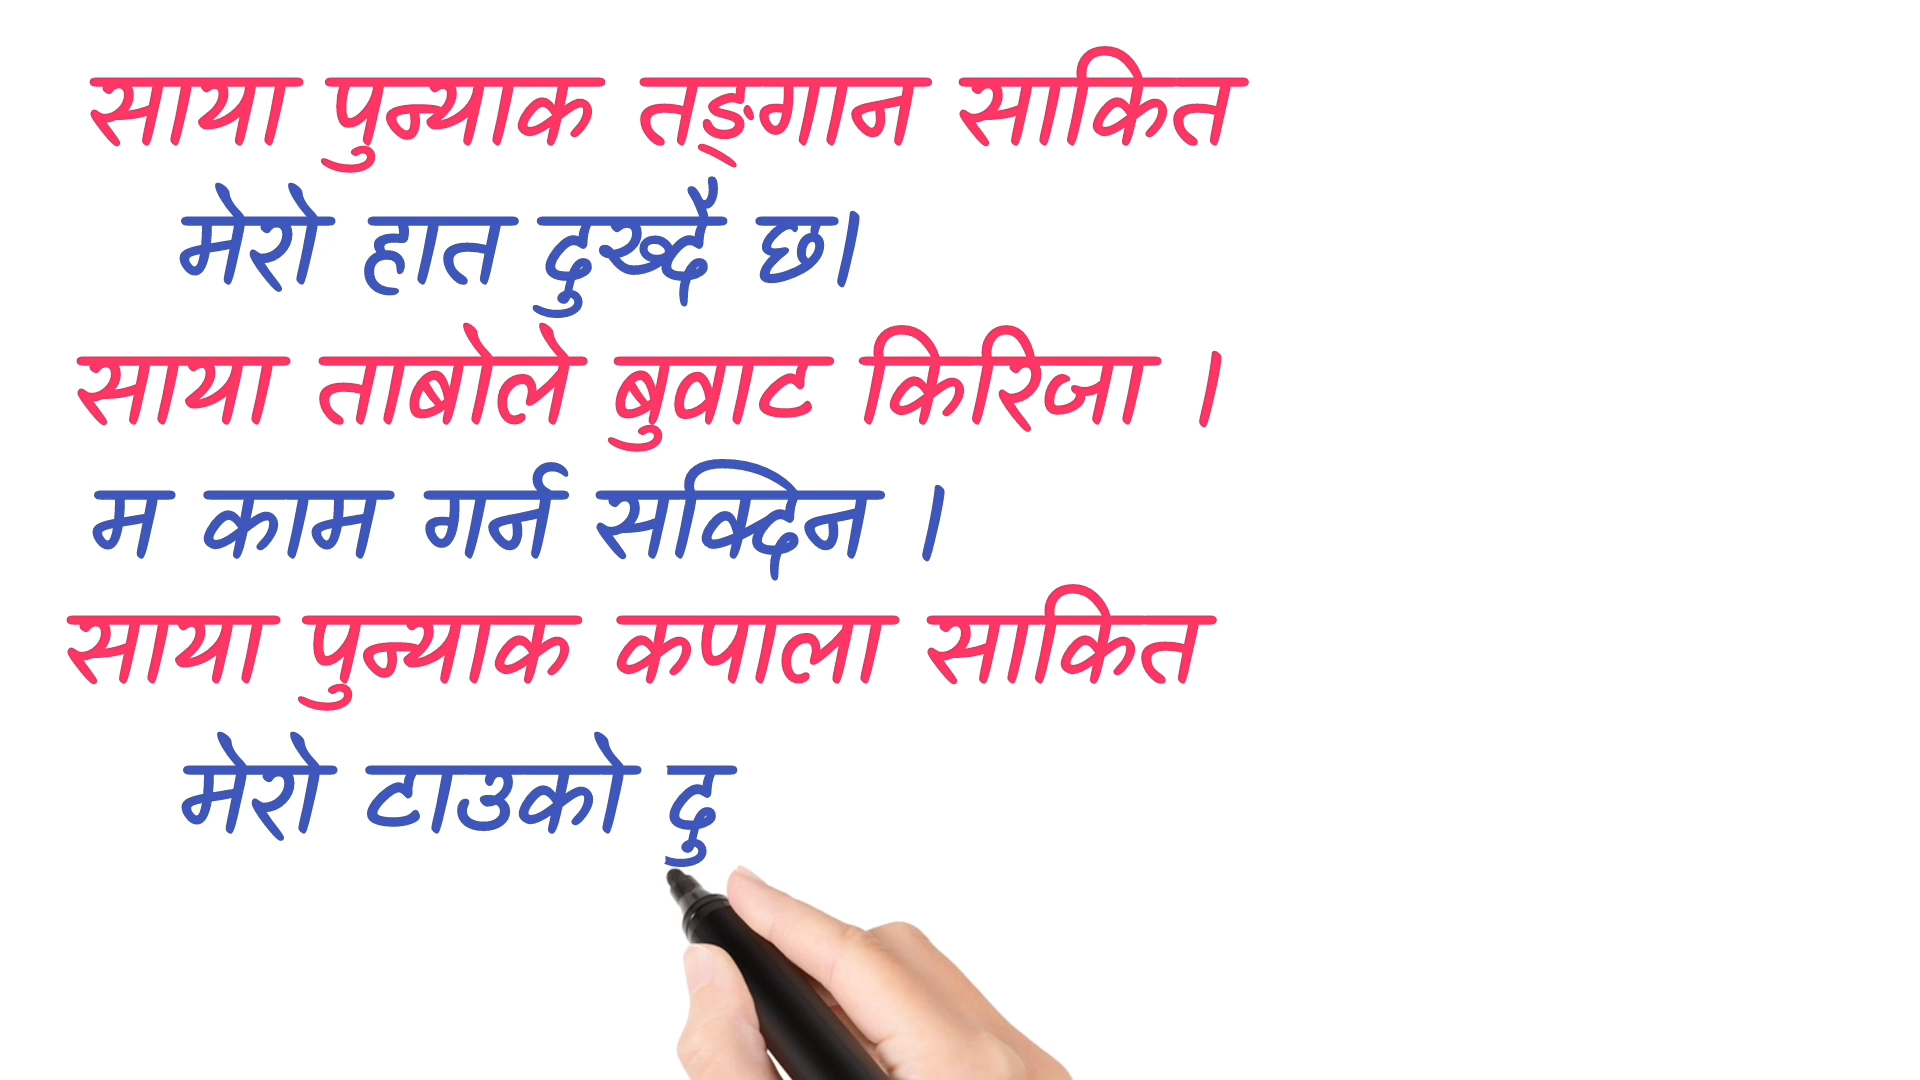 साया पुन्याक तङ्गान साकित
मेरो हात दुख्दै छ।
साया ताबोले बुवाट किरिजा ।
म काम गर्न सक्दिन ।
साया पुन्याक कपाला साकित
मेरो टाउको दु